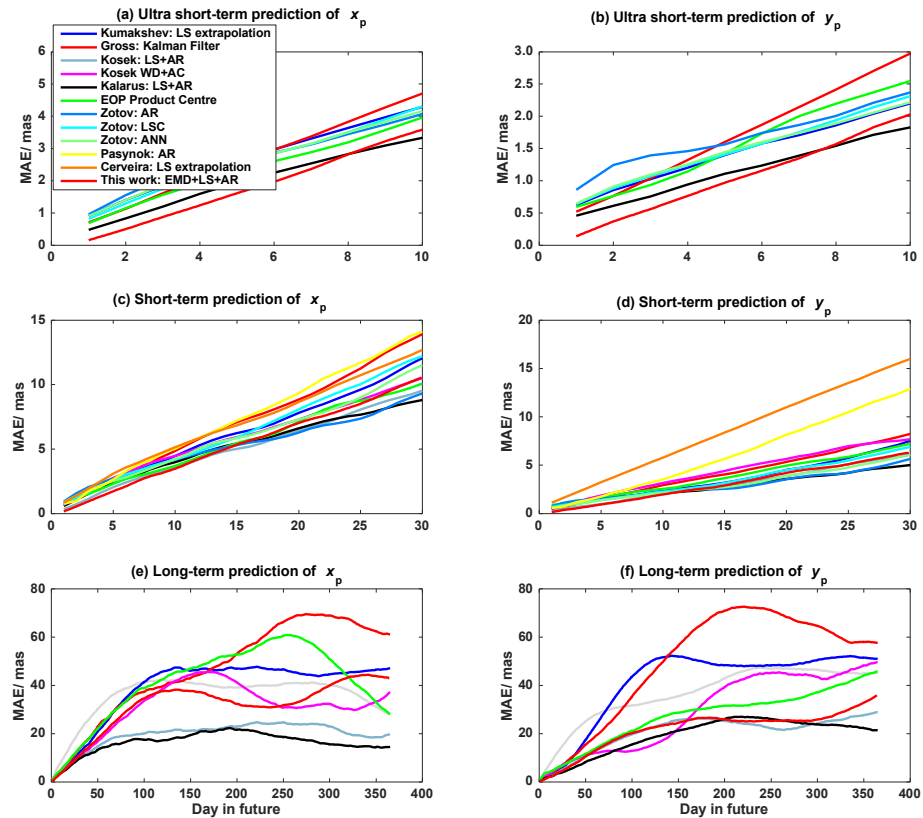 (a) Ultra short-term prediction of xp
(b) Ultra short-term prediction of yp
Kumakshev: LS extrapolation
Gross: Kalman Filter
Kosek: LS+AR
Kosek WD+AC
Kalarus: LS+AR
EOP Product Centre
Zotov: AR
Zotov: LSC
Zotov: ANN
Pasynok: AR
Cerveira: LS extrapolation
This work: EMD+LS+AR
MAE/ mas
6
5
4
3
2
1
0
2 4 6 8 10
MAE/ mas
3.0
2.5
2.0
1.5
1.0
0.5
0.0
0 2 4 6 8 10
(c) Short-term prediction of xp
(d) Short-term prediction of yp
MAE/ mas
15
10
5
0
0 5 10 15 20 25 30
MAE/ mas
20
15
10
5
0
0 5 10 15 20 25 30
(e) Long-term prediction of xp
(f) Long-term prediction of yp
MAE/ mas
80
60
40
20
0
0 50 100 150 200 250 300 350 400
Day in future
MAE/ mas
80
60
40
20
0
0 50 100 150 200 250 300 350 400
Day in future